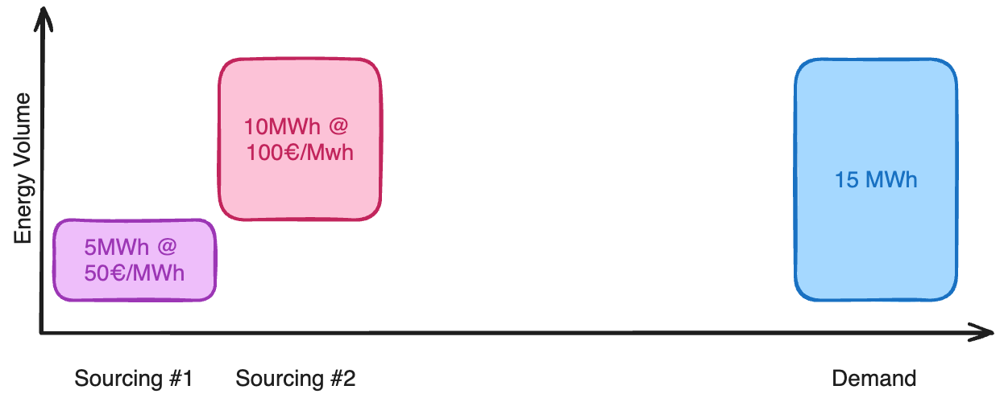 Energy Volume
10MWh @
100€/Mwh
5MWh @
50€/MWh
15 MWh
Sourcing #1
Sourcing #2
Demand